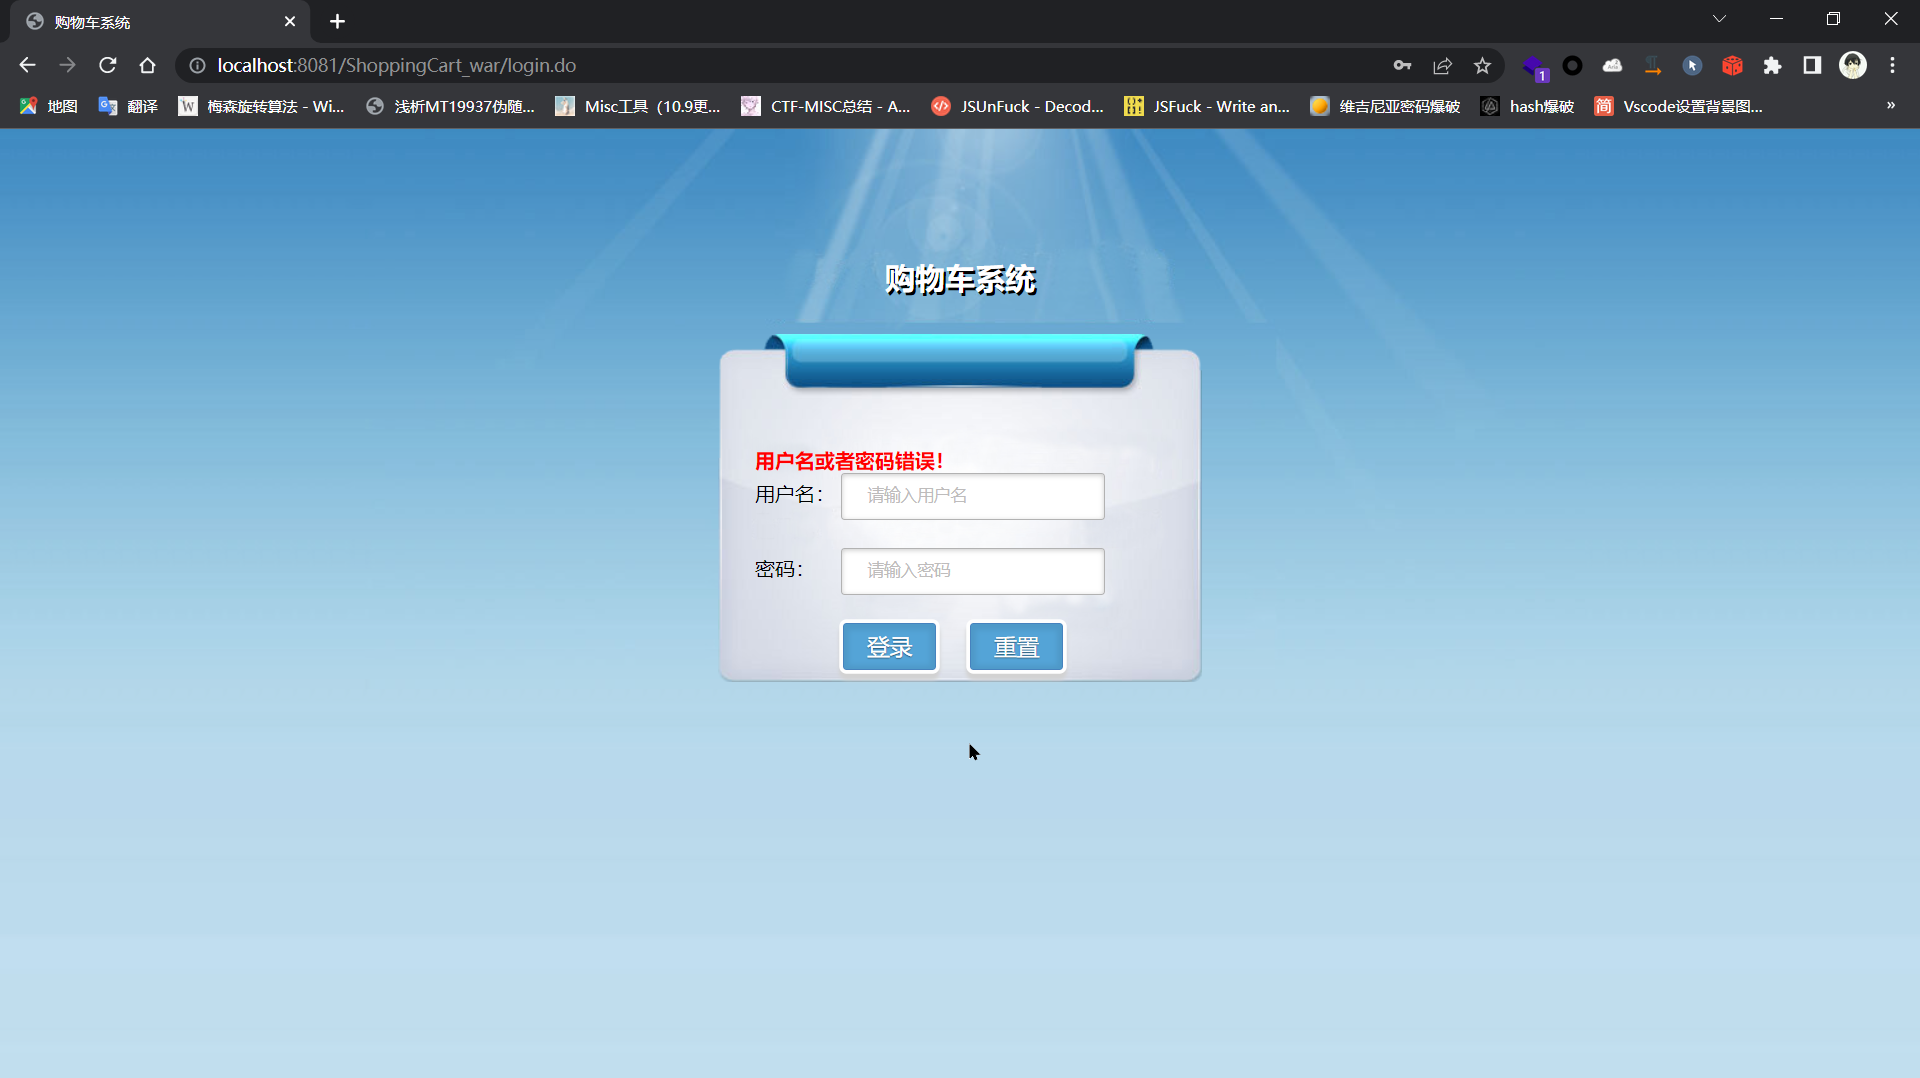 购物车系统
localhost:8081/ShoppingCart_war/login.do
1
地图
翻译
W 梅森旋转算法 - Wi...
浅析MT19937伪随...
Misc工具（10.9更...
CTF-MISC总结 - A...
JSUnFuck - Decod...
JSFuck - Write an...
维吉尼亚密码爆破
hash爆破
简 Vscode设置背景图...
»
购物车系统
用户名或者密码错误！
用户名： 请输入用户名
密码： 请输入密码
登录 重置